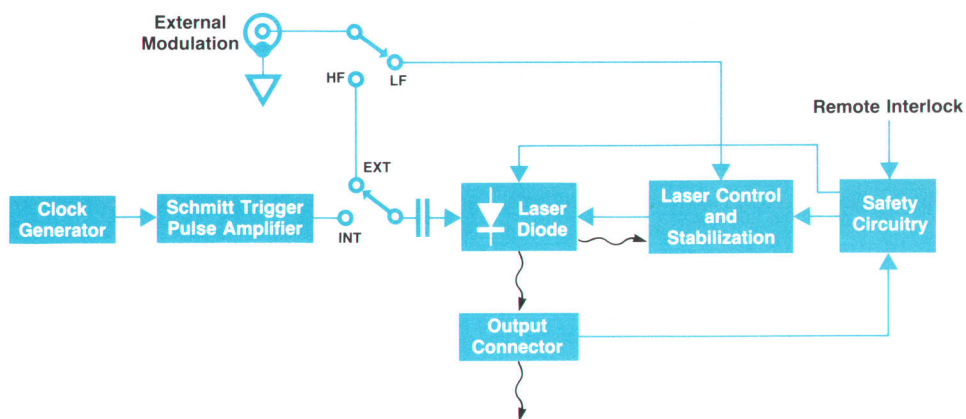 External
Modulation
HF
LF
Remote Interlock
EXT
Clock
Generator
Schmitt Trigger
Pulse Amplifier
INT
Laser
Diode
Laser Control
and
Stabilization
Safety
Circuitry
Output
Connector